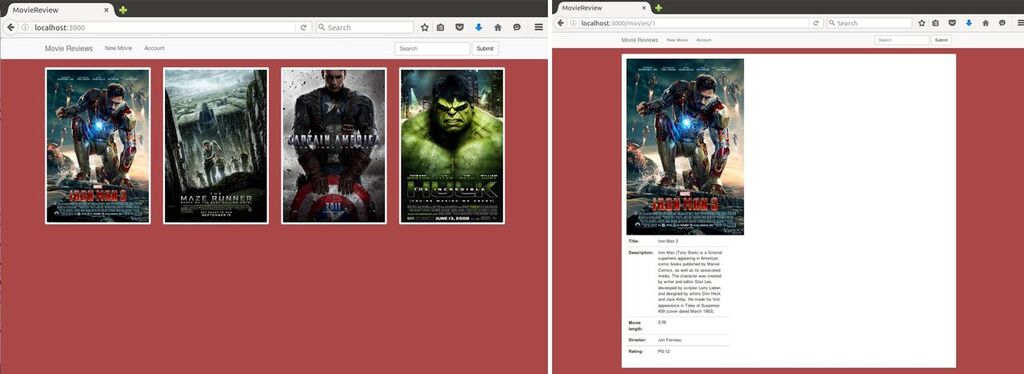 MovieReview
localhost:3000
Search
Movie Reviews
New Movie
Account
Search
Submit
MARVEL
IRON MAN 3
THE
MAZE RUNNER
SEPTEMBER
CAPTAIN AMERICA
THE INCREDIBLE
HULK
JUNE 13, 2008
MovieReview
localhost:3000/movies/1
Search
Movie Reviews
New Movie
Account
Search
Submit
MARVEL
IRON MAN 3
Title: Iron Man 3
Description: Iron Man (Tony Stark) is a fictional
superhero appearing in American
comic books published by Marvel
Comics, as well as its associated
media. The character was created
by writer and editor Stan Lee,
developed by scripter Larry Lieber,
and designed by artists Don Heck
and Jack Kirby. He made his first
appearance in Tales of Suspense
#39 (cover dated March 1963).
Movie
length:
Director: Jon Favreau
Rating: PG-12